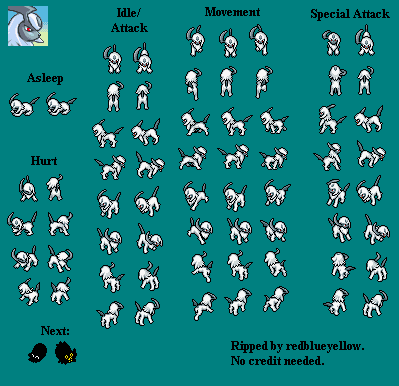 Idle/
Attack
Movement
Special Attack
Asleep
Hurt
Next:
Ripped by redblueyellow.
No credit needed.